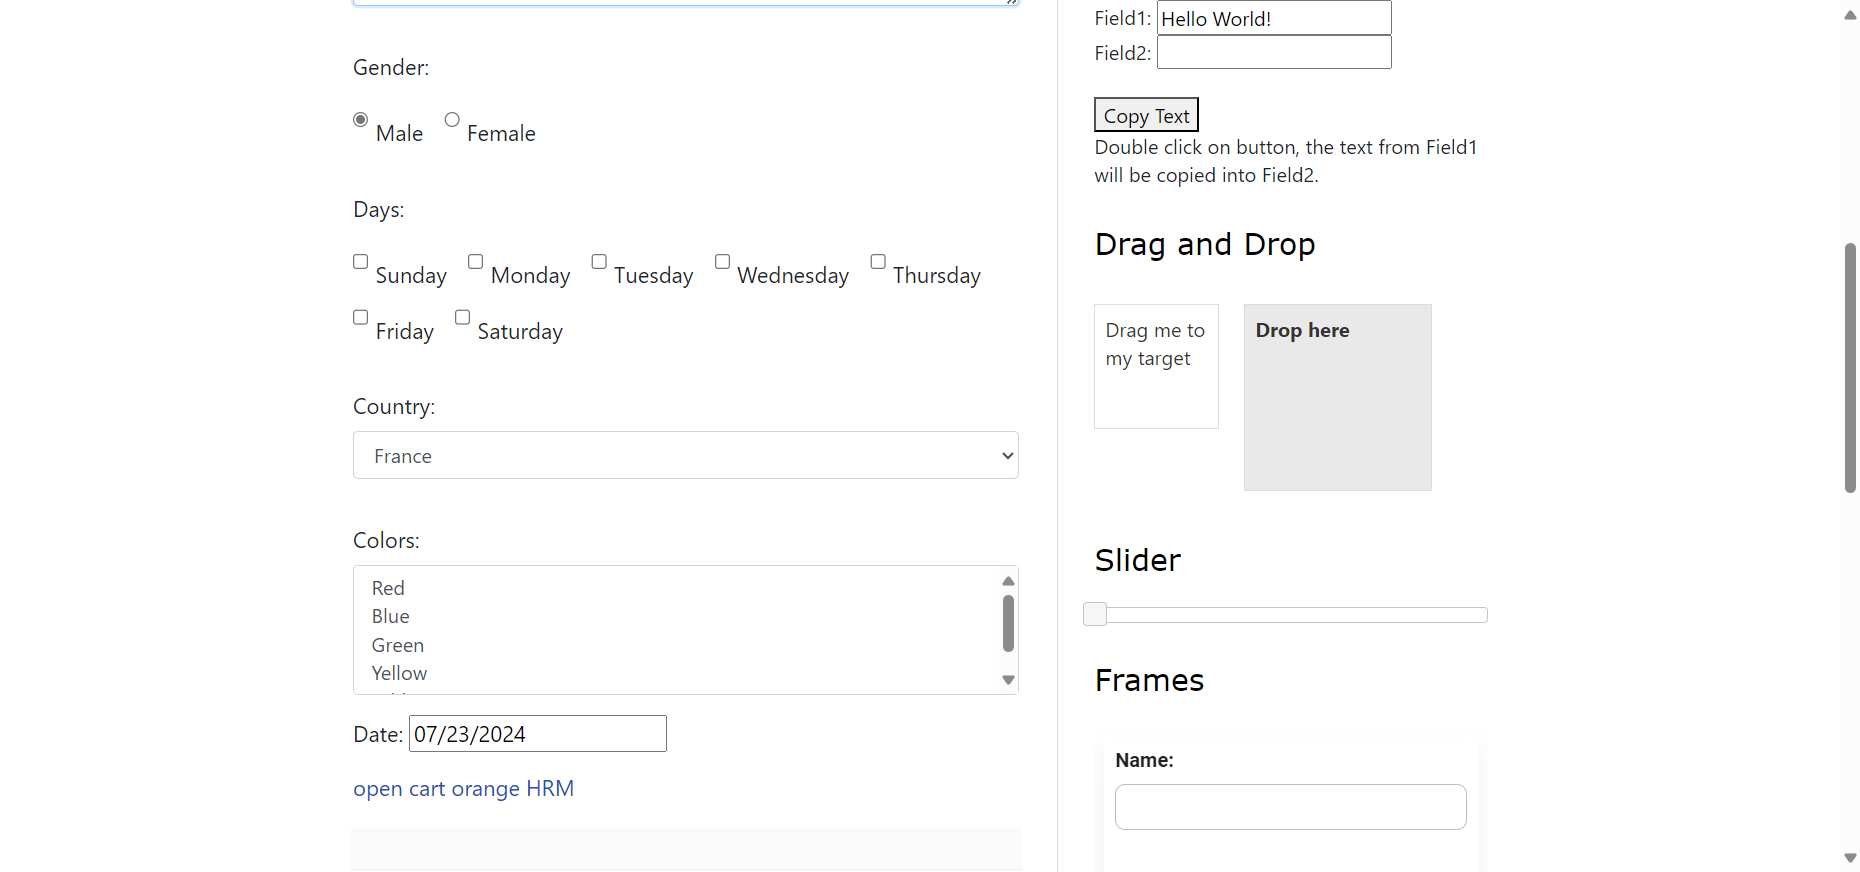 Gender:
Male Female
Days:
Sunday Monday Tuesday Wednesday Thursday
Friday Saturday
Country:
France
Colors:
Red
Blue
Green
Yellow
Date: 07/23/2024
open cart orange HRM
Field1: Hello World!
Field2:
Copy Text
Double click on button, the text from Field1
will be copied into Field2.
Drag and Drop
Drag me to
my target
Drop here
Slider
Frames
Name: